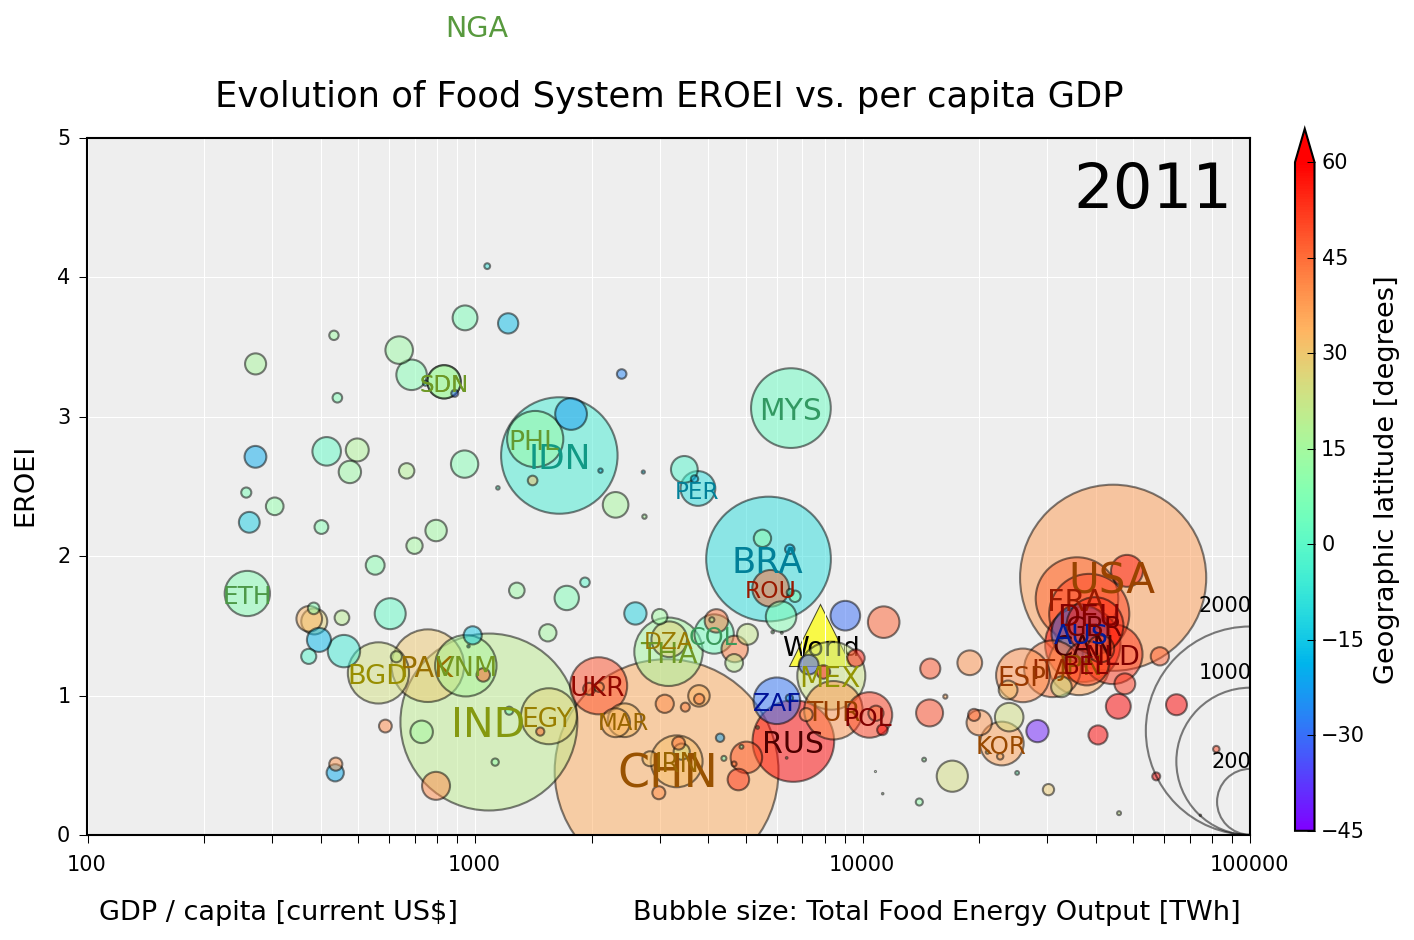 NGA
Evolution of Food System EROEI vs. per capita GDP
2011
5
4
3
2
1
0
EROEI
100
1000
10000
100000
GDP / capita [current US$]
Bubble size: Total Food Energy Output [TWh]
60
45
30
15
0
−15
−30
−45
Geographic latitude [degrees]
2000
1000
200
SDN
PHL
IDN
MYS
PER
BRA
ROU
USA
ETH
FRA
DEU
GBR
AUS
CAN
World
DZA
COL
THA
BGD
PAK
VNM
MEX
ESP
ITA
BEL
NLD
UKR
ZAF
IND
EGY
MAR
TUR
POL
RUS
KOR
CHN
IRN